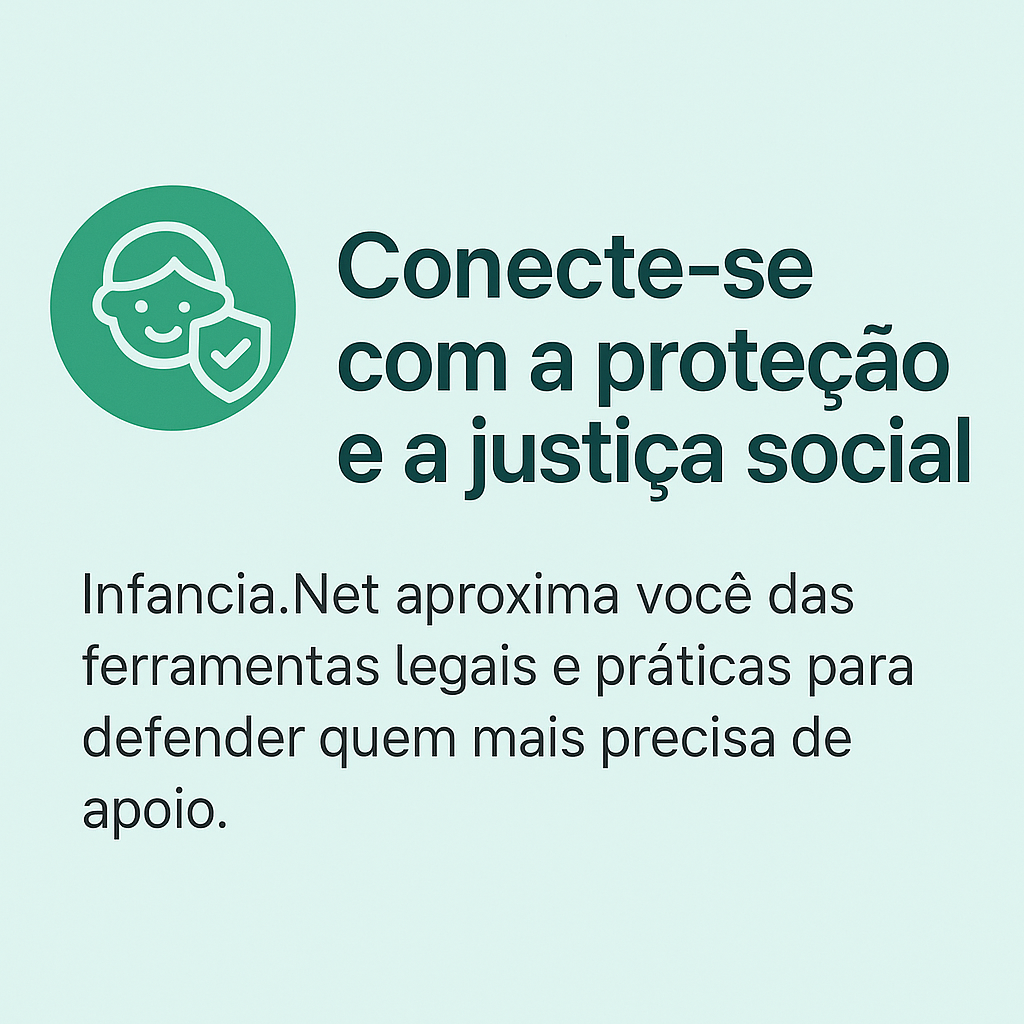 Conecte-se
com a proteção
e a justiça social
Infancia.Net aproxima você das
ferramentas legais e práticas para
defender quem mais precisa de
apoio.